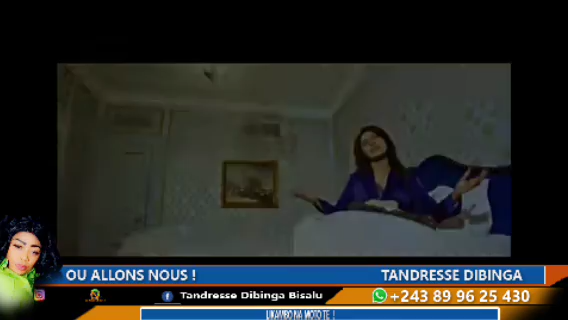 OU ALLONS NOUS !
TANDRESSE DIBINGA
Tandresse Dibinga Bisalu
+243 89 96 25 430
LIKAMBO NA MOTO TE !